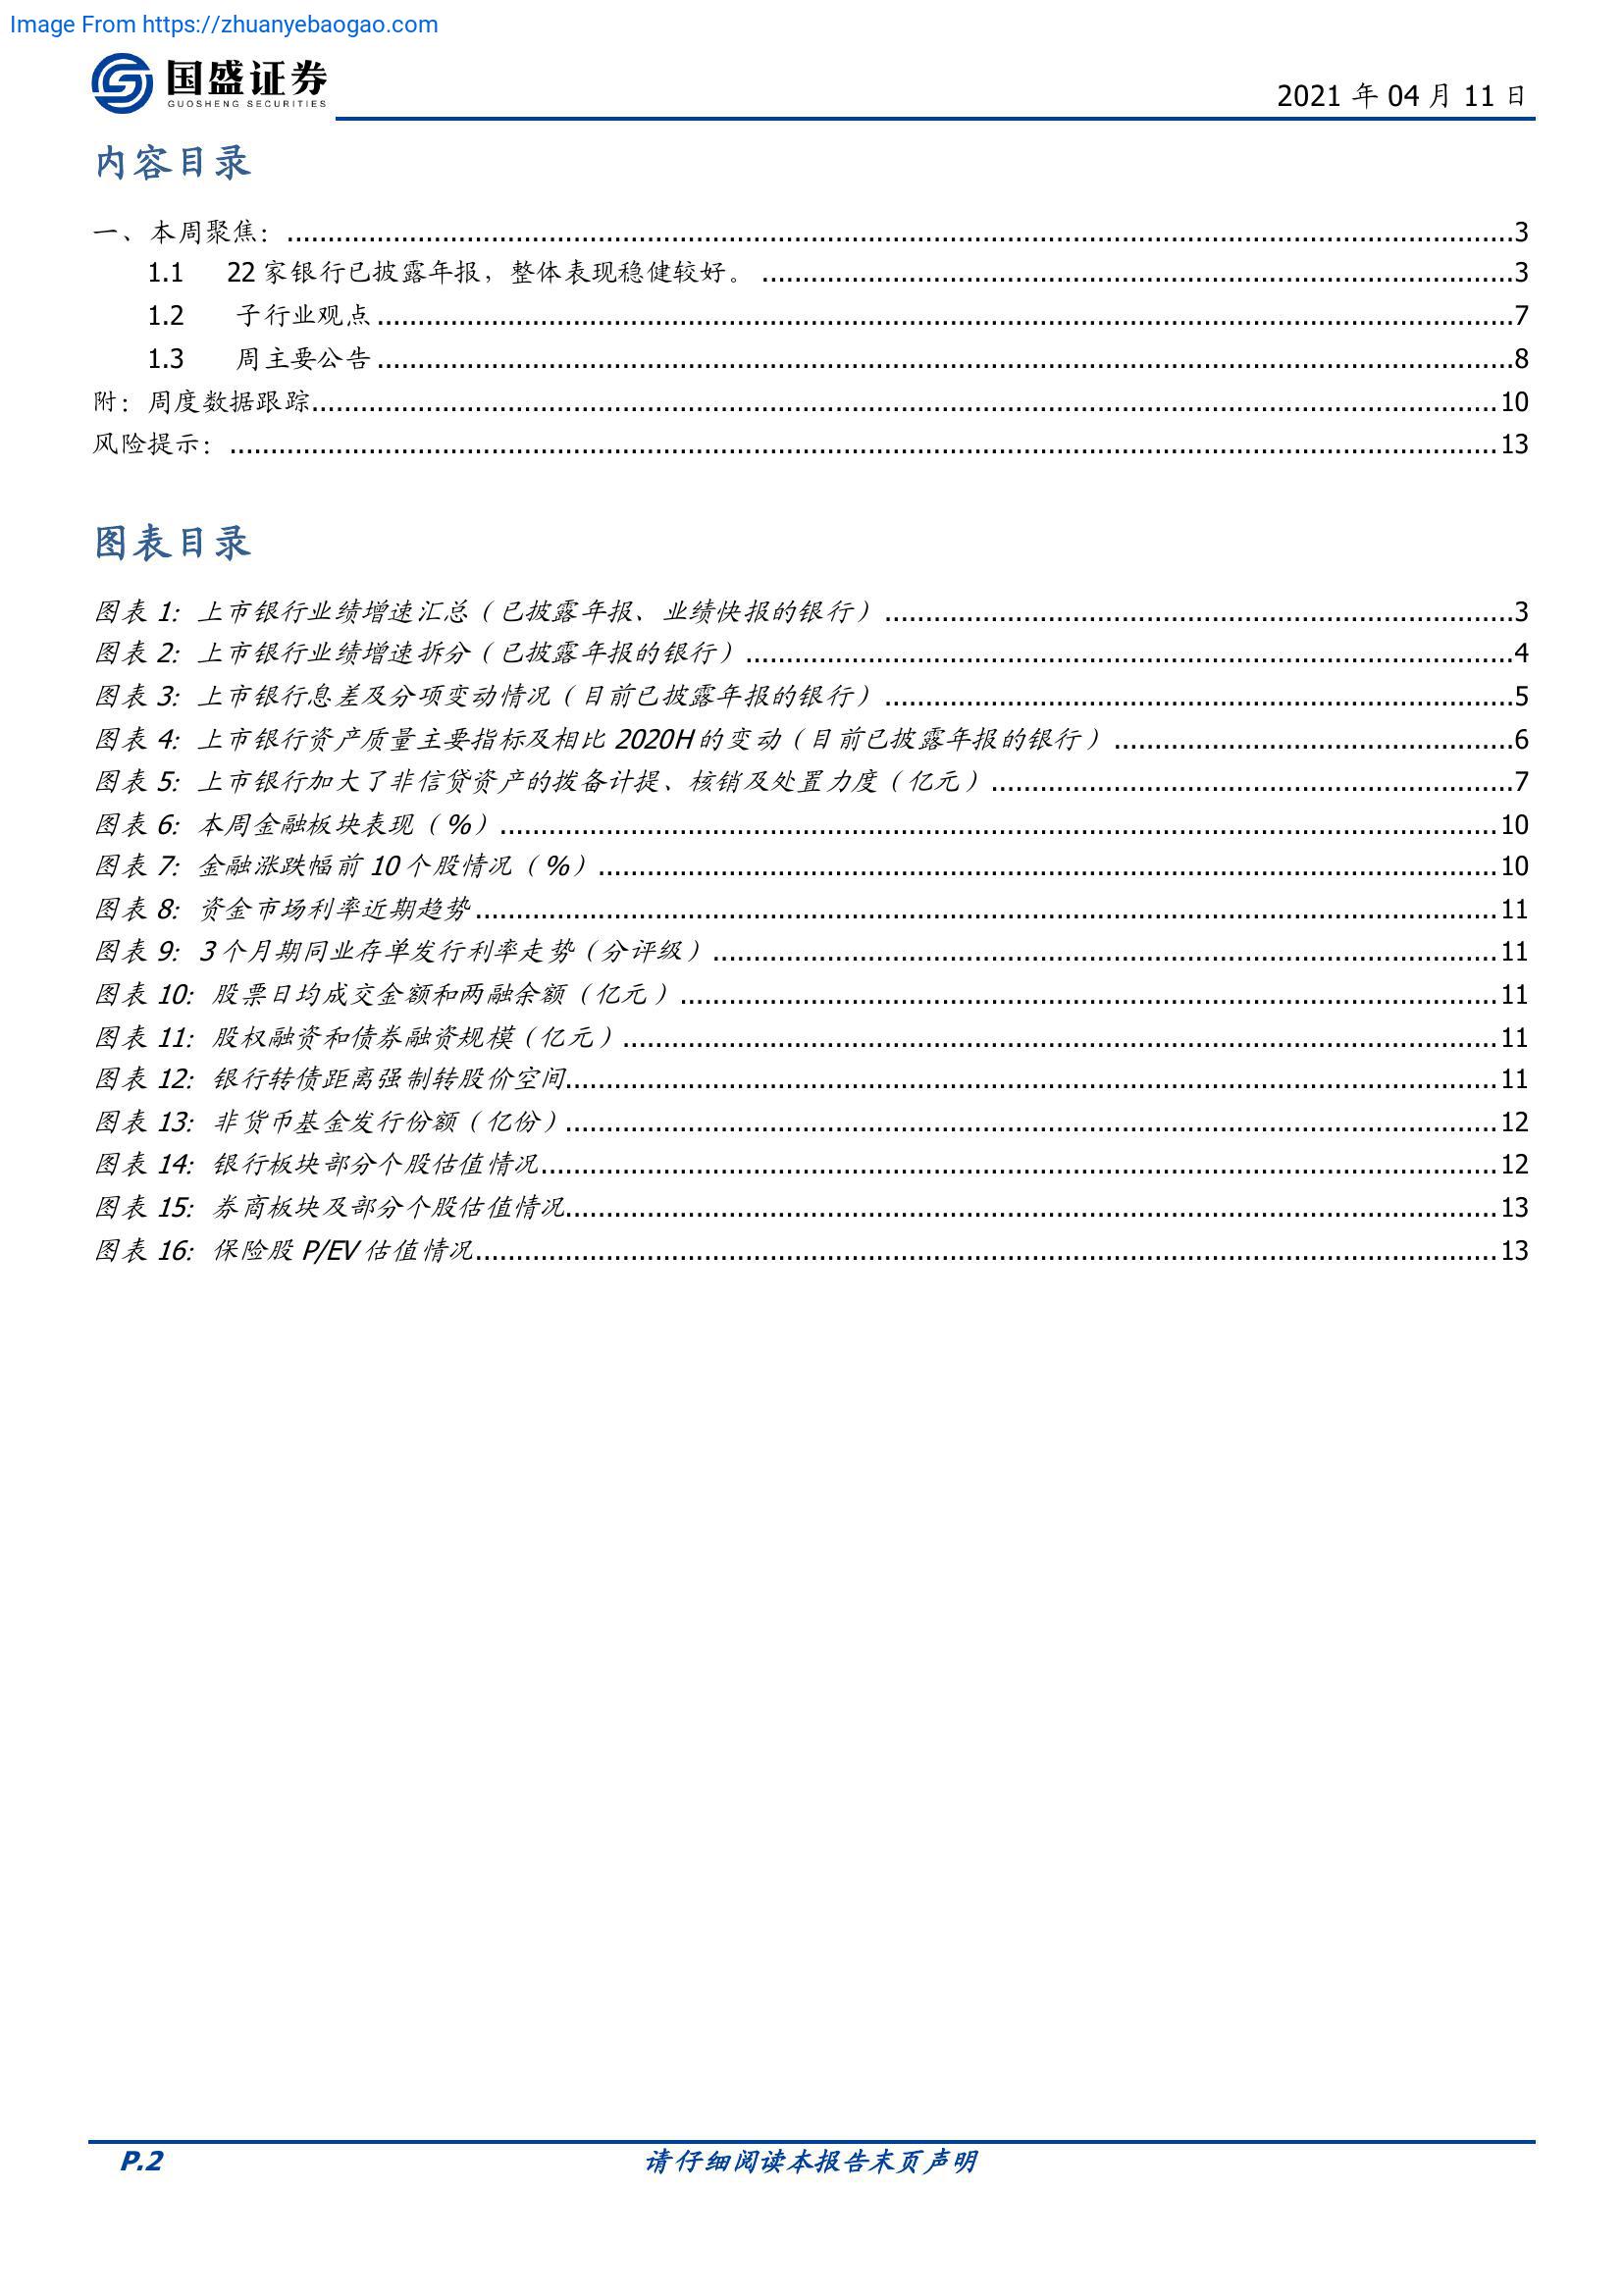 Image From https://zhuanyebaogao.com
国盛证券
GUOSHENG SECURITIES
2021 年 04 月 11 日
内容目录
一、本周聚焦：3
1.1 22 家银行已披露年报，整体表现稳健较好。3
1.2 子行业观点 7
1.3 周主要公告 8
附：周度数据跟踪 10
风险提示：13
图表目录
图表 1: 上市银行业绩增速汇总（已披露年报、业绩快报的银行）3
图表 2: 上市银行业绩增速拆分（已披露年报的银行）4
图表 3: 上市银行息差及分项变动情况（目前已披露年报的银行）5
图表 4: 上市银行资产质量主要指标及相比 2020H 的变动（目前已披露年报的银行）6
图表 5: 上市银行加大了非信贷资产的拨备计提、核销及处置力度（亿元）7
图表 6: 本周金融板块表现（%）10
图表 7: 金融涨跌幅前 10 个股情况（%）10
图表 8: 资金市场利率近期趋势 11
图表 9: 3 个月期同业存单发行利率走势（分评级）11
图表 10: 股票日均成交金额和两融余额（亿元）11
图表 11: 股权融资和债券融资规模（亿元）11
图表 12: 银行转债距离强制转股价空间 11
图表 13: 非货币基金发行份额（亿份）12
图表 14: 银行板块部分个股估值情况 12
图表 15: 券商板块及部分个股估值情况 13
图表 16: 保险股 P/EV 估值情况 13
P.2
请仔细阅读本报告末页声明